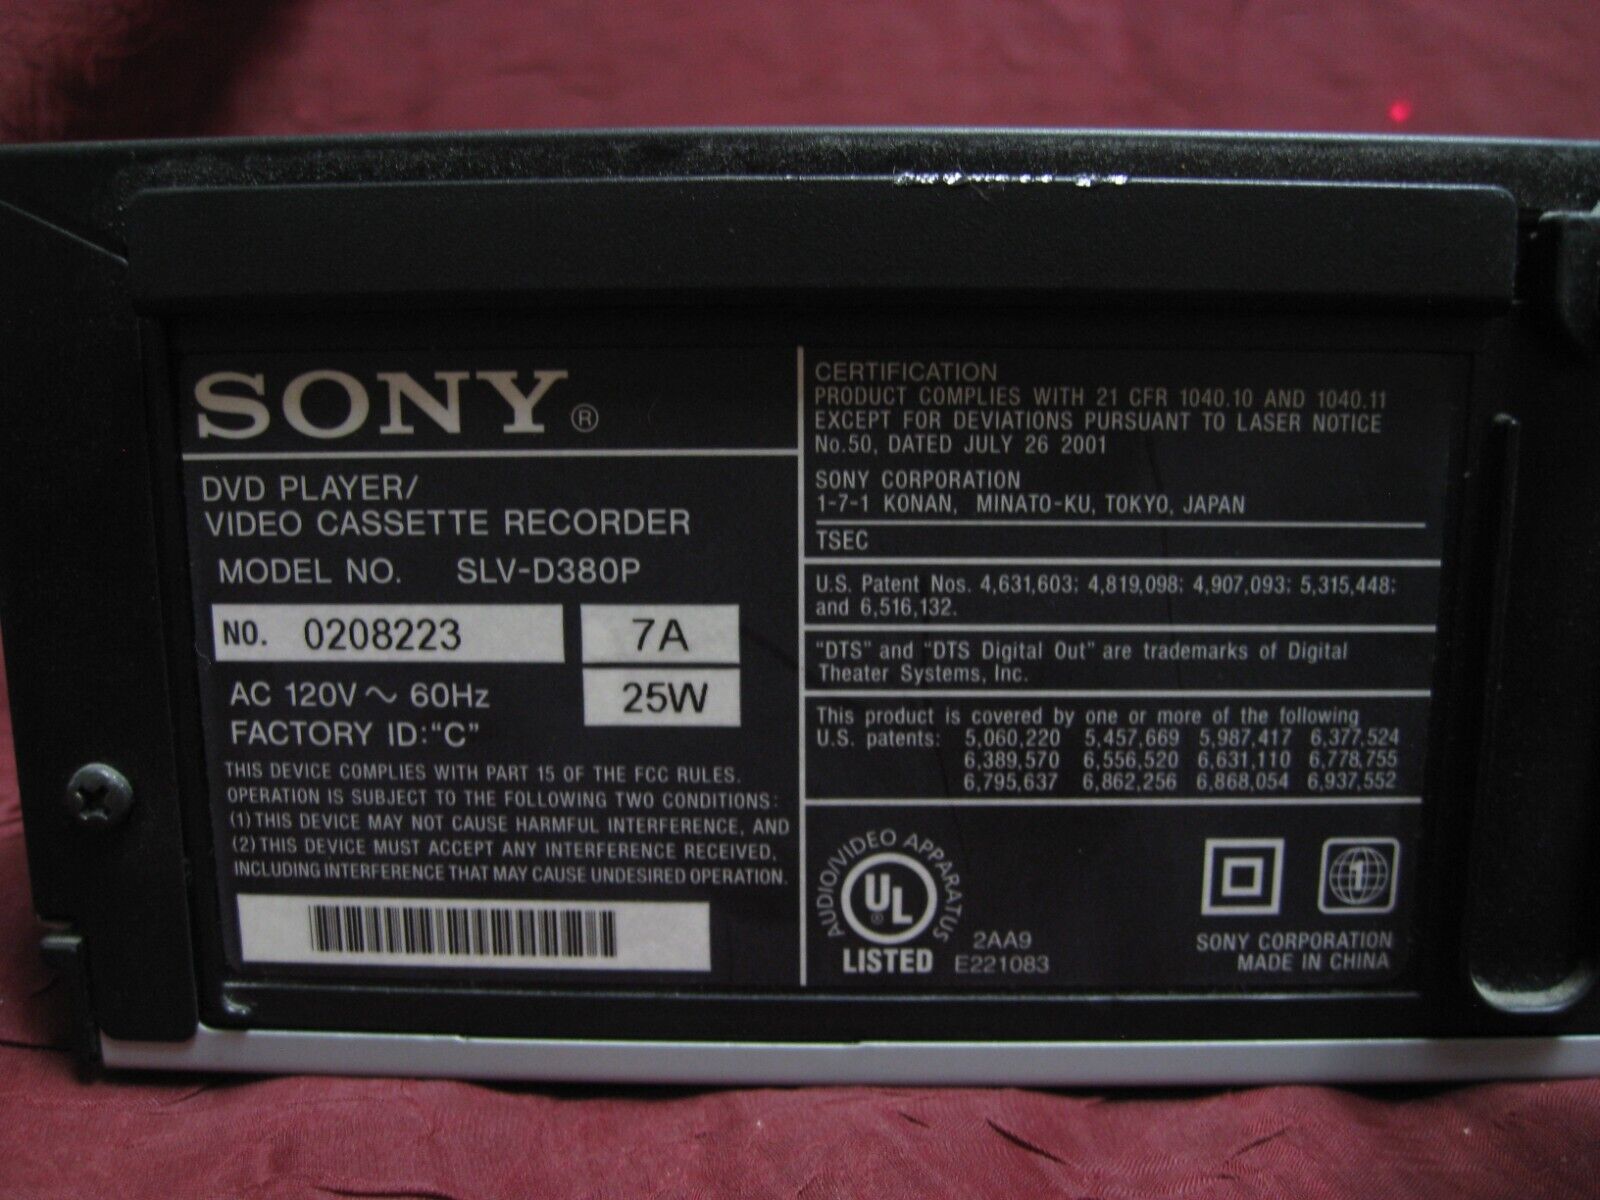 SONY®
DVD PLAYER/
VIDEO CASSETTE RECORDER
MODEL NO. SLV-D380P
NO. 0208223
7A
AC 120V ~ 60Hz
25W
FACTORY ID:"C"
THIS DEVICE COMPLIES WITH PART 15 OF THE FCC RULES.
OPERATION IS SUBJECT TO THE FOLLOWING TWO CONDITIONS:
(1) THIS DEVICE MAY NOT CAUSE HARMFUL INTERFERENCE, AND
(2) THIS DEVICE MUST ACCEPT ANY INTERFERENCE RECEIVED,
INCLUDING INTERFERENCE THAT MAY CAUSE UNDESIRED OPERATION.
CERTIFICATION
PRODUCT COMPLIES WITH 21 CFR 1040.10 AND 1040.11
EXCEPT FOR DEVIATIONS PURSUANT TO LASER NOTICE
No.50, DATED JULY 26 2001
SONY CORPORATION
1-7-1 KONAN, MINATO-KU, TOKYO, JAPAN
TSEC
U.S. Patent Nos. 4,631,603; 4,819,098; 4,907,093; 5,315,448;
and 6,516,132.
"DTS" and "DTS Digital Out" are trademarks of Digital
Theater Systems, Inc.
This product is covered by one or more of the following
U.S. patents: 5,060,220 5,457,669 5,987,417 6,377,524
6,389,570 6,556,520 6,631,110 6,778,755
6,795,637 6,862,256 6,868,054 6,937,552
AUDIO/VIDEO APPARATUS
UL®
LISTED
2AA9
E221083
1
SONY CORPORATION
MADE IN CHINA